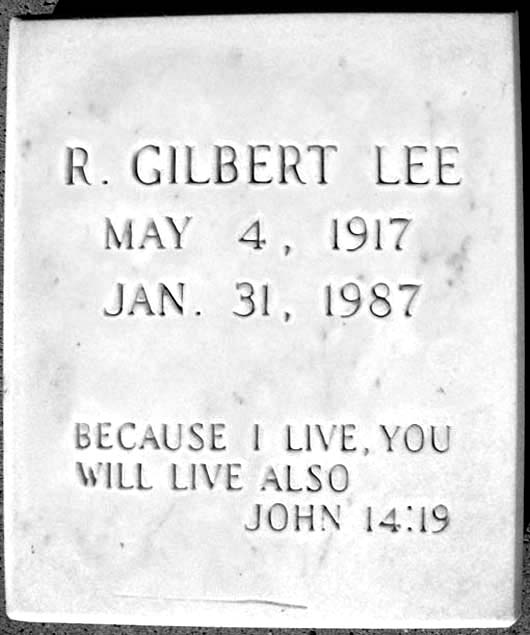 R. GILBERT LEE
MAY 4, 1917
JAN. 31, 1987
BECAUSE I LIVE, YOU
WILL LIVE ALSO
JOHN 14:19